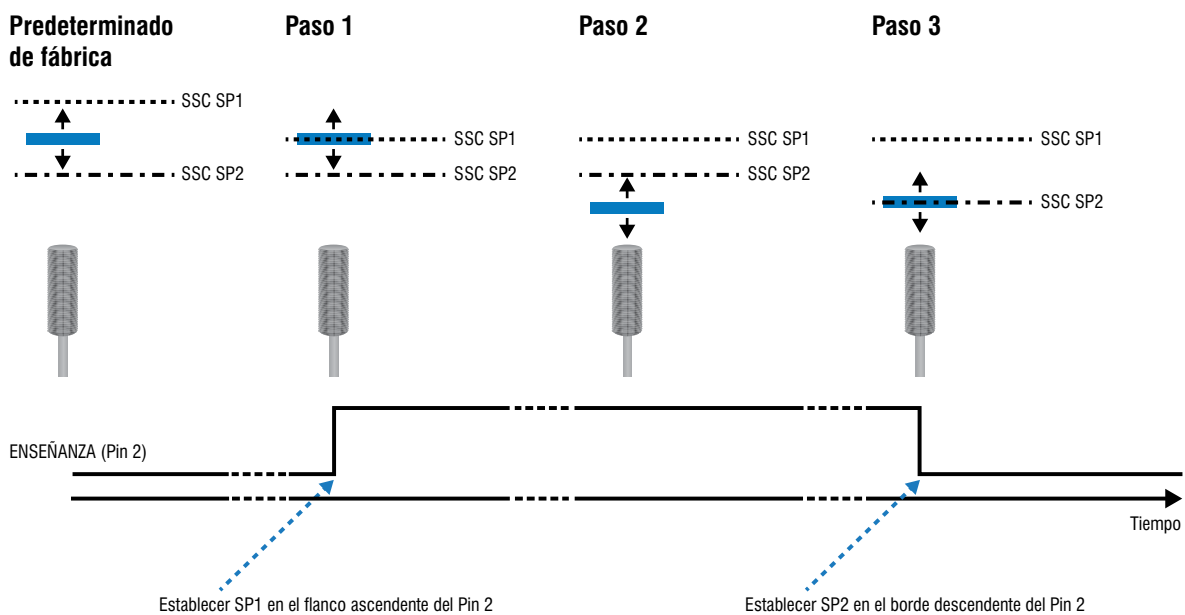 Predeterminado
de fábrica
Paso 1
Paso 2
Paso 3
SSC SP1
SSC SP2
SSC SP1
SSC SP2
SSC SP1
SSC SP2
SSC SP1
SSC SP2
ENSEÑANZA (Pin 2)
Tiempo
Establecer SP1 en el flanco ascendente del Pin 2
Establecer SP2 en el borde descendente del Pin 2